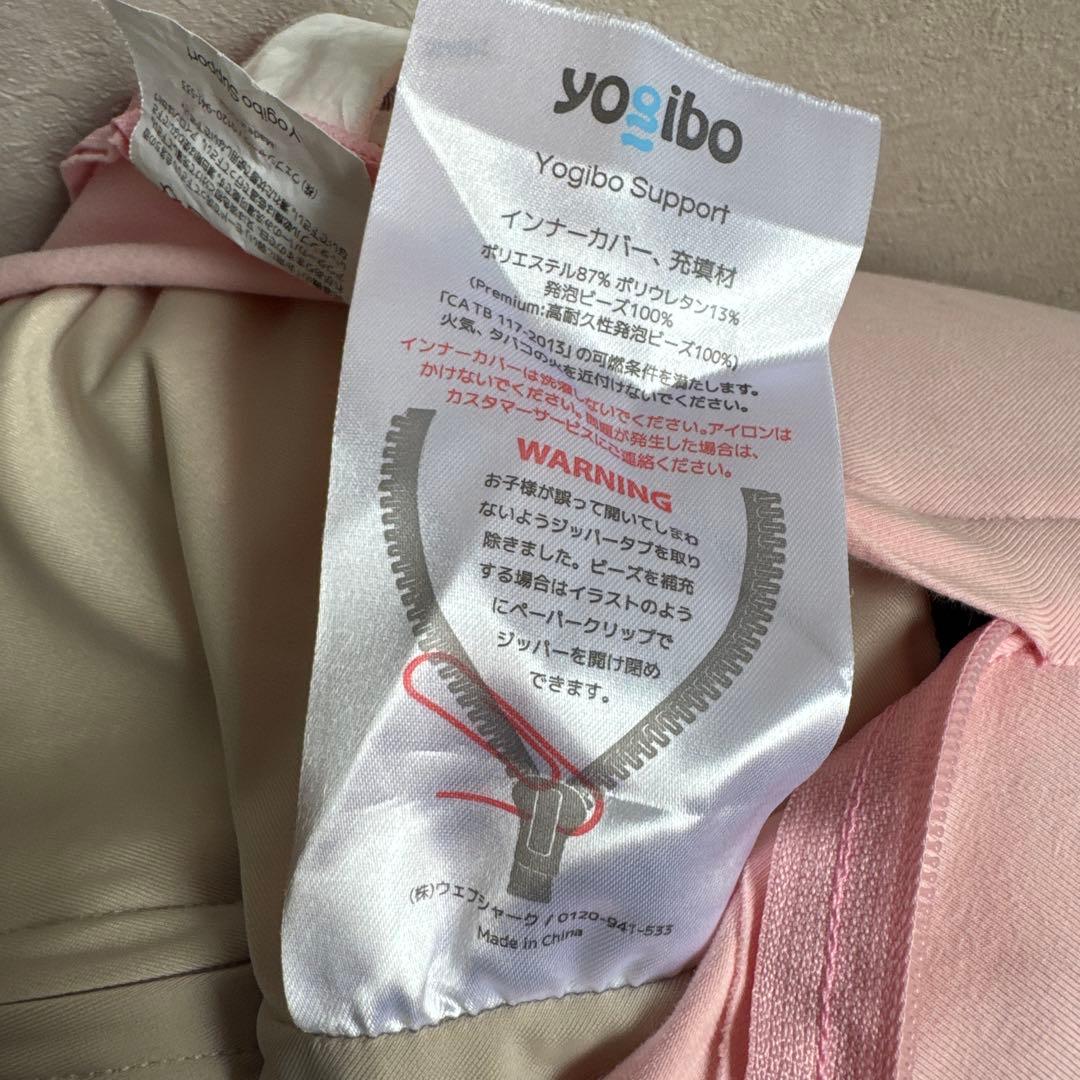 yogibo
Yogibo Support
インナーカバー、充填材
ポリエステル87% ポリウレタン13%
発泡ビーズ100%
(Premium:高耐久性発泡ビーズ100%)
「CA TB 117-2013」の可燃条件を満たします。
火気、タバコの火を近付けないでください。
インナーカバーは洗濯しないでください。アイロンは
かけないでください。問題が発生した場合は、
カスタマーサービスにご連絡ください。
WARNING
お子様が誤って開いてしまわ
ないようジッパータブを取り
除きました。ビーズを補充
する場合はイラストのよう
にペーパークリップで
ジッパーを開け閉め
できます。
(株)ウェブシャーク / 0120-941-533
Made in China
Yogibo Support